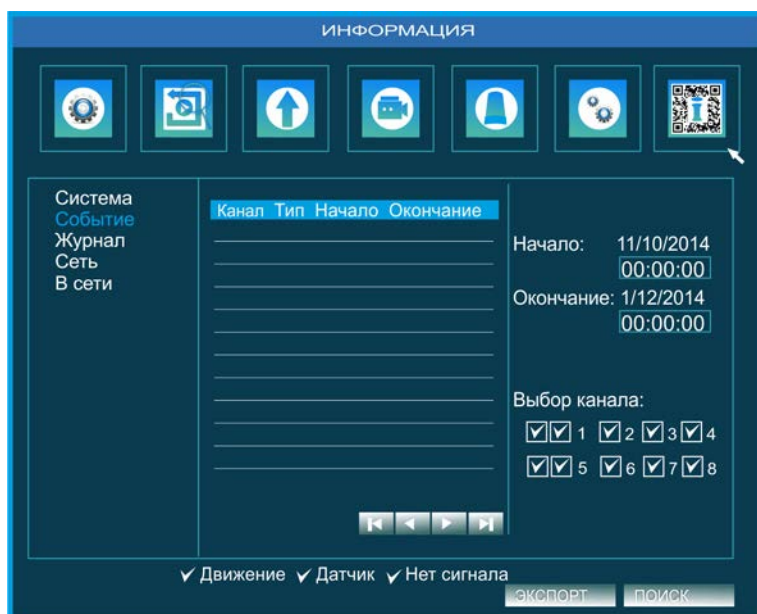 ИНФОРМАЦИЯ
Система
Событие
Журнал
Сеть
В сети
Канал Тип Начало Окончание
Начало: 11/10/2014
00:00:00
Окончание: 1/12/2014
00:00:00
Выбор канала:
1 2 3 4
5 6 7 8
Движение Датчик Нет сигнала
ЭКСПОРТ ПОИСК